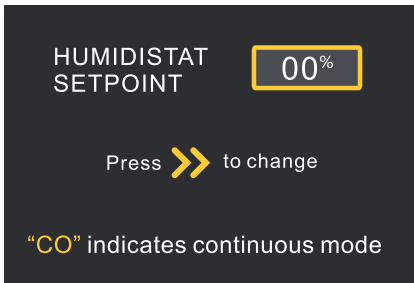 HUMIDISTAT
SETPOINT
00%
Press >> to change
“CO” indicates continuous mode